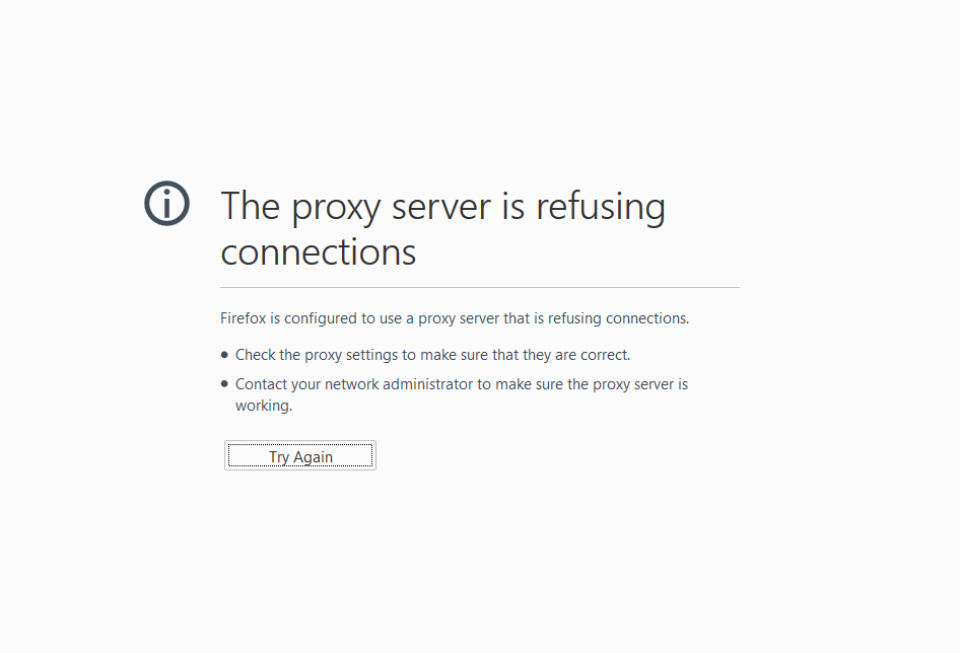 The proxy server is refusing
connections
Firefox is configured to use a proxy server that is refusing connections.
Check the proxy settings to make sure that they are correct.
Contact your network administrator to make sure the proxy server is
working.
Try Again